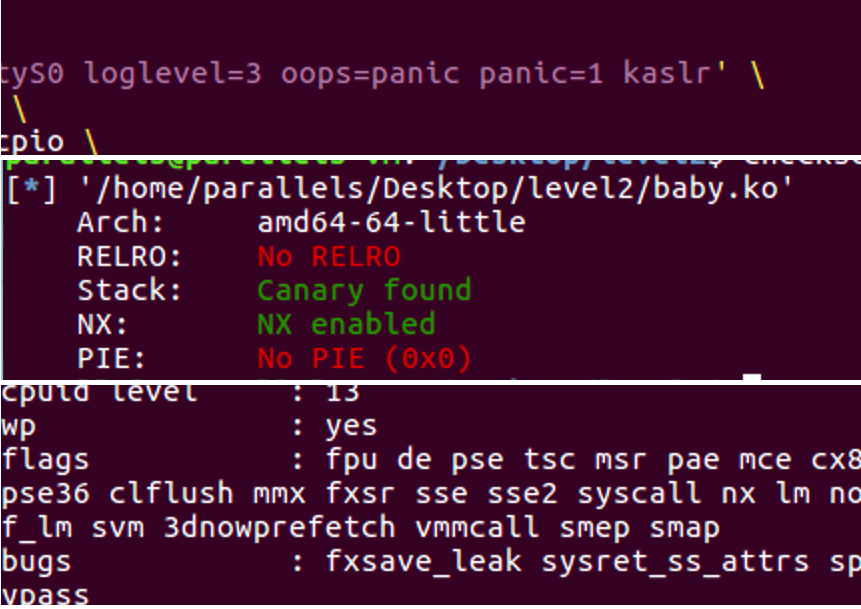 tyS0 loglevel=3 oops=panic panic=1 kaslr' \
\
cpio \
[*] '/home/parallels/Desktop/level2/baby.ko'
Arch: amd64-64-little
RELRO: No RELRO
Stack: Canary found
NX: NX enabled
PIE: No PIE (0x0)
cpuid level : 13
wp : yes
flags : fpu de pse tsc msr pae mce cx8
pse36 clflush mmx fxsr sse sse2 syscall nx lm no
f_lm svm 3dnowprefetch vmmcall smep smap
bugs : fxsave_leak sysret_ss_attrs sp
ypass